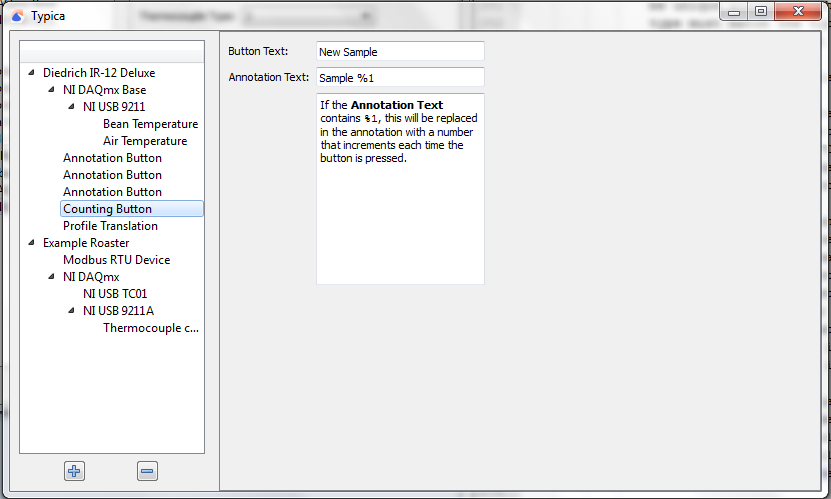 Typica
Thermocouple Type:
Diedrich IR-12 Deluxe
NI DAQmx Base
NI USB 9211
Bean Temperature
Air Temperature
Annotation Button
Annotation Button
Annotation Button
Counting Button
Profile Translation
Example Roaster
Modbus RTU Device
NI DAQmx
NI USB TC01
NI USB 9211A
Thermocouple c...
Button Text:
New Sample
Annotation Text:
Sample %1
If the Annotation Text
contains %1, this will be replaced
in the annotation with a number
that increments each time the
button is pressed.